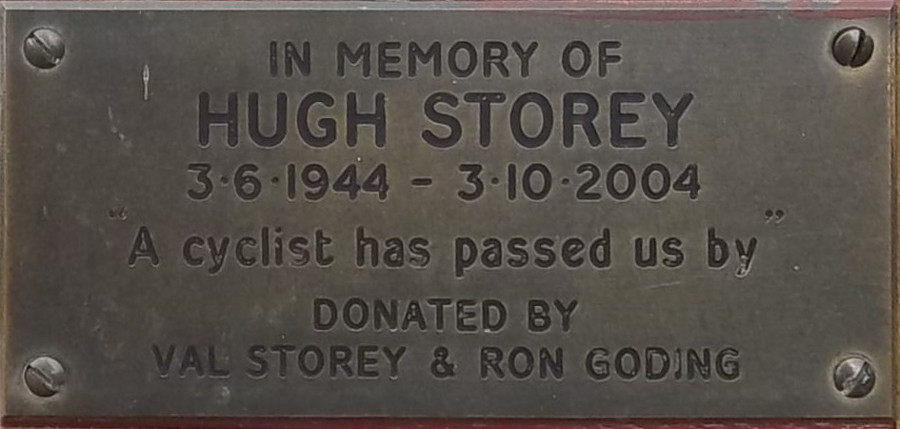 IN MEMORY OF
HUGH STOREY
3·6·1944 - 3·10·2004
"A cyclist has passed us by"
DONATED BY
VAL STOREY & RON GODING